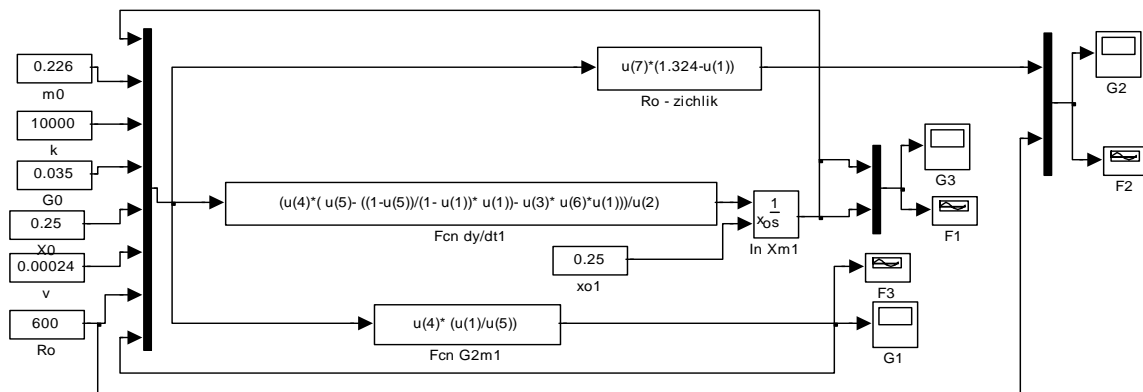 0.226
m0
10000
k
0.035
G0
0.25
X0
0.00024
v
600
Ro
u(7)*(1.324-u(1))
Ro - zichlik
(u(4)*( u(5)- ((1-u(5))/(1- u(1))* u(1))- u(3)* u(6)*u(1)))/u(2)
Fcn dy/dt1
0.25
xo1
1
s
xo
In Xm1
u(4)* (u(1)/u(5))
Fcn G2m1
G3
F1
F3
G1
G2
F2